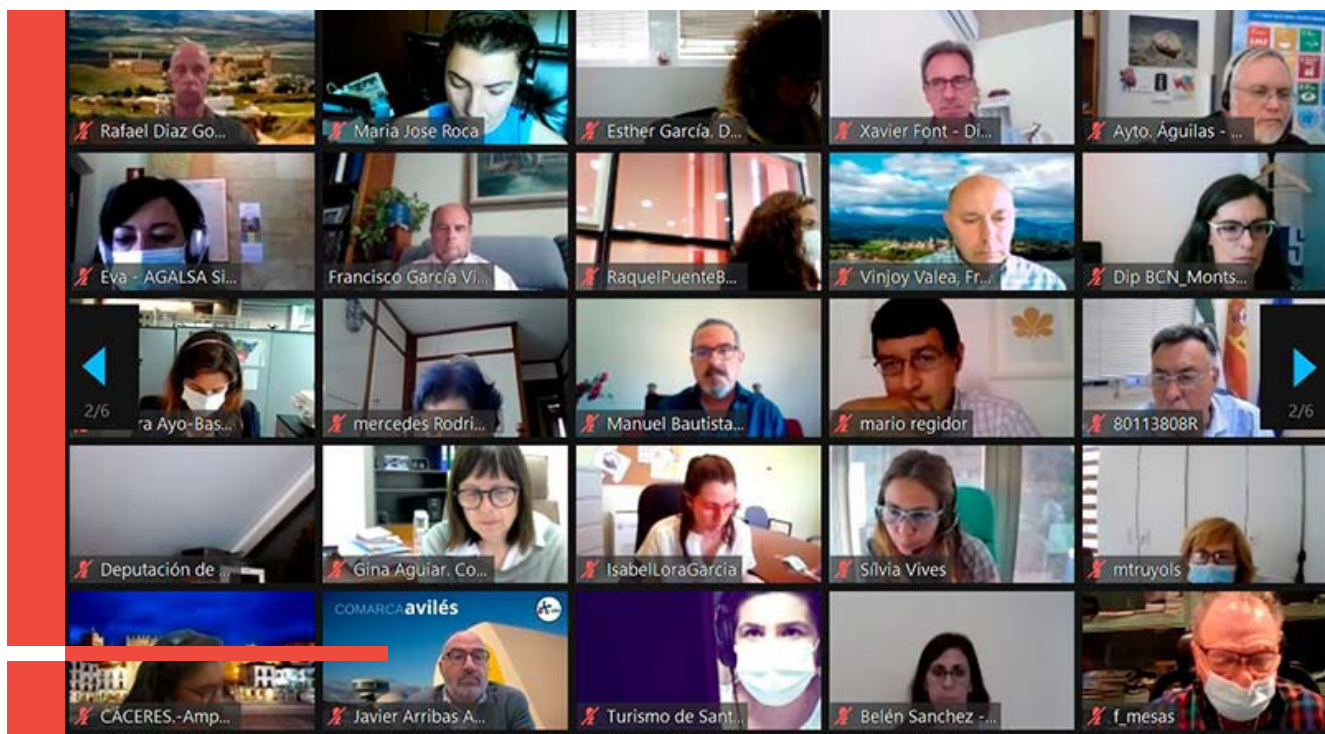 Rafael Diaz Go...
Maria Jose Roca
Esther García. D...
Xavier Font - Di...
Ayto. Águilas - ...
Eva - AGALSA Si...
Francisco García Vi...
RaquelPuenteB...
Vinjoy Valea, Fr...
Dip BCN_Monts...
2/6
ra Ayo-Bas...
mercedes Rodri...
Manuel Bautista...
mario regidor
80113808R
2/6
Deputación de ...
Gina Aguiar. Co...
IsabelLoraGarcia
Sílvia Vives
mtruyols
CÁCERES.-Amp...
COMARCA avilés
Javier Arribas A...
Turismo de Sant...
Belén Sanchez -...
f_mesas